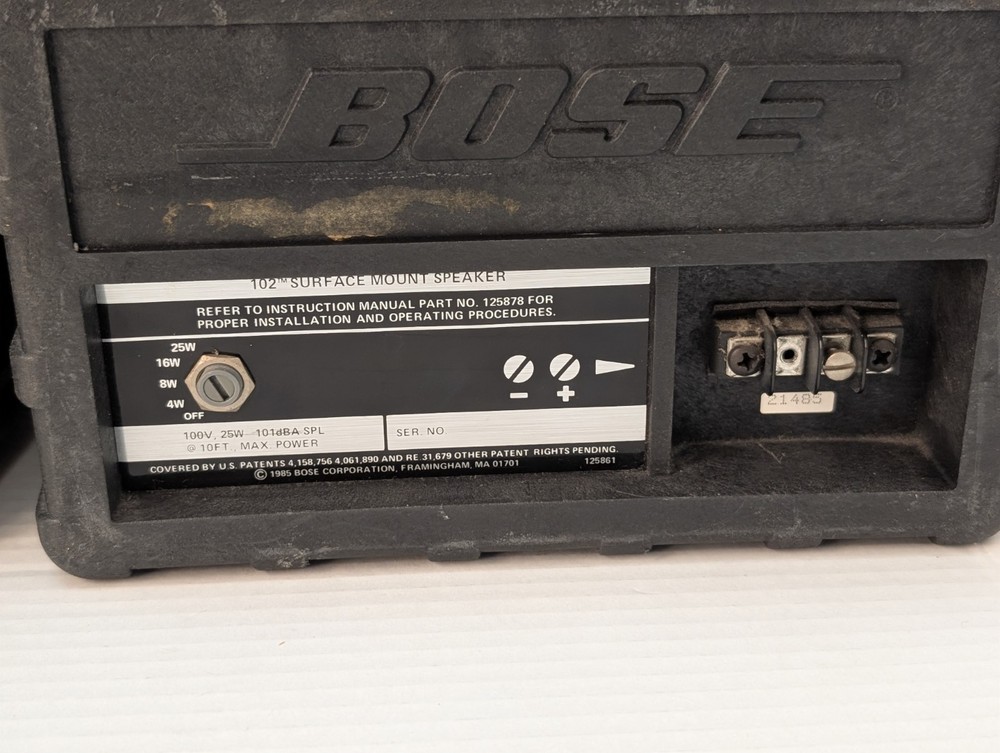 BOSE®
102™ SURFACE MOUNT SPEAKER
REFER TO INSTRUCTION MANUAL PART NO. 125878 FOR
PROPER INSTALLATION AND OPERATING PROCEDURES.
25W
16W
8W
4W
OFF
- +
100V, 25W 101dBA SPL
@ 10FT., MAX. POWER
SER. NO.
21485
COVERED BY U.S. PATENTS 4,158,756 4,061,890 AND RE.31,679 OTHER PATENT RIGHTS PENDING.
© 1985 BOSE CORPORATION, FRAMINGHAM, MA 01701
125861